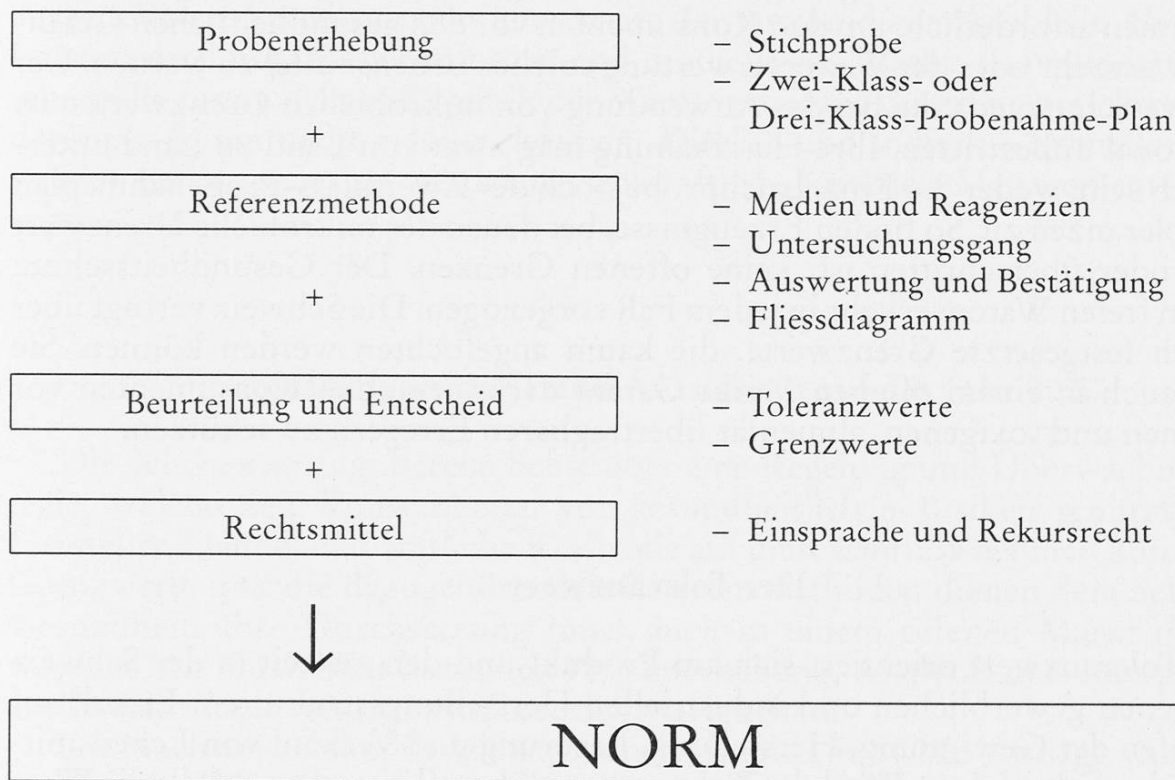 Probenerhebung
– Stichprobe
– Zwei-Klass- oder
Drei-Klass-Probenahme-Plan
+
Referenzmethode
– Medien und Reagenzien
– Untersuchungsgang
– Auswertung und Bestätigung
– Fliessdiagramm
+
Beurteilung und Entscheid
– Toleranzwerte
– Grenzwerte
+
Rechtsmittel
– Einsprache und Rekursrecht
NORM